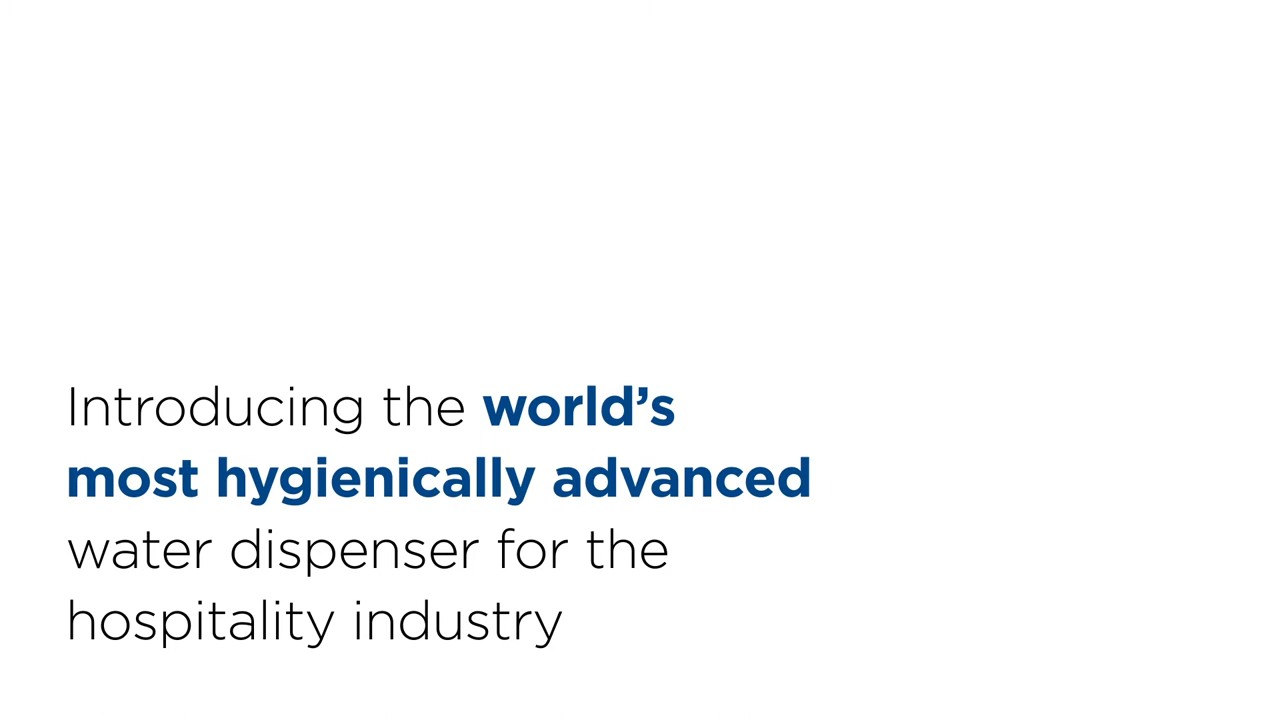 Introducing the world’s
most hygienically advanced
water dispenser for the
hospitality industry